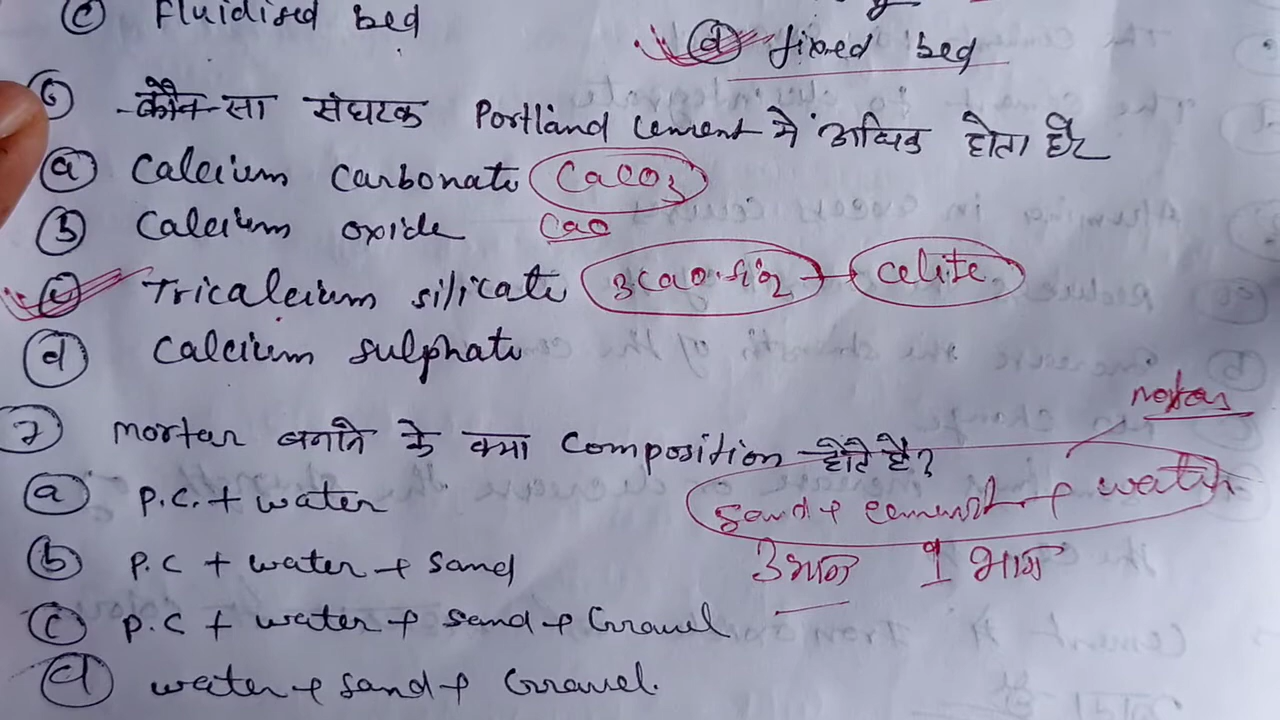 ⓒ Fluidised bed
ⓓ fixed bed
⑥ कौन सा संघटक Portland cement में अधिक होता है
ⓐ Calcium carbonate CaCO3
ⓑ Calcium oxide CaO
ⓒ Tricalcium silicate 3CaO.SiO2 → celite
ⓓ Calcium sulphate
⑦ Mortar बनाने के क्या composition होते है?
motar
ⓐ P.C. + water
sand + cement + water
ⓑ P.C + water + sand
3 भाग 1 भाग
ⓒ P.C + water + sand + Gravel
ⓓ water + sand + Gravel.